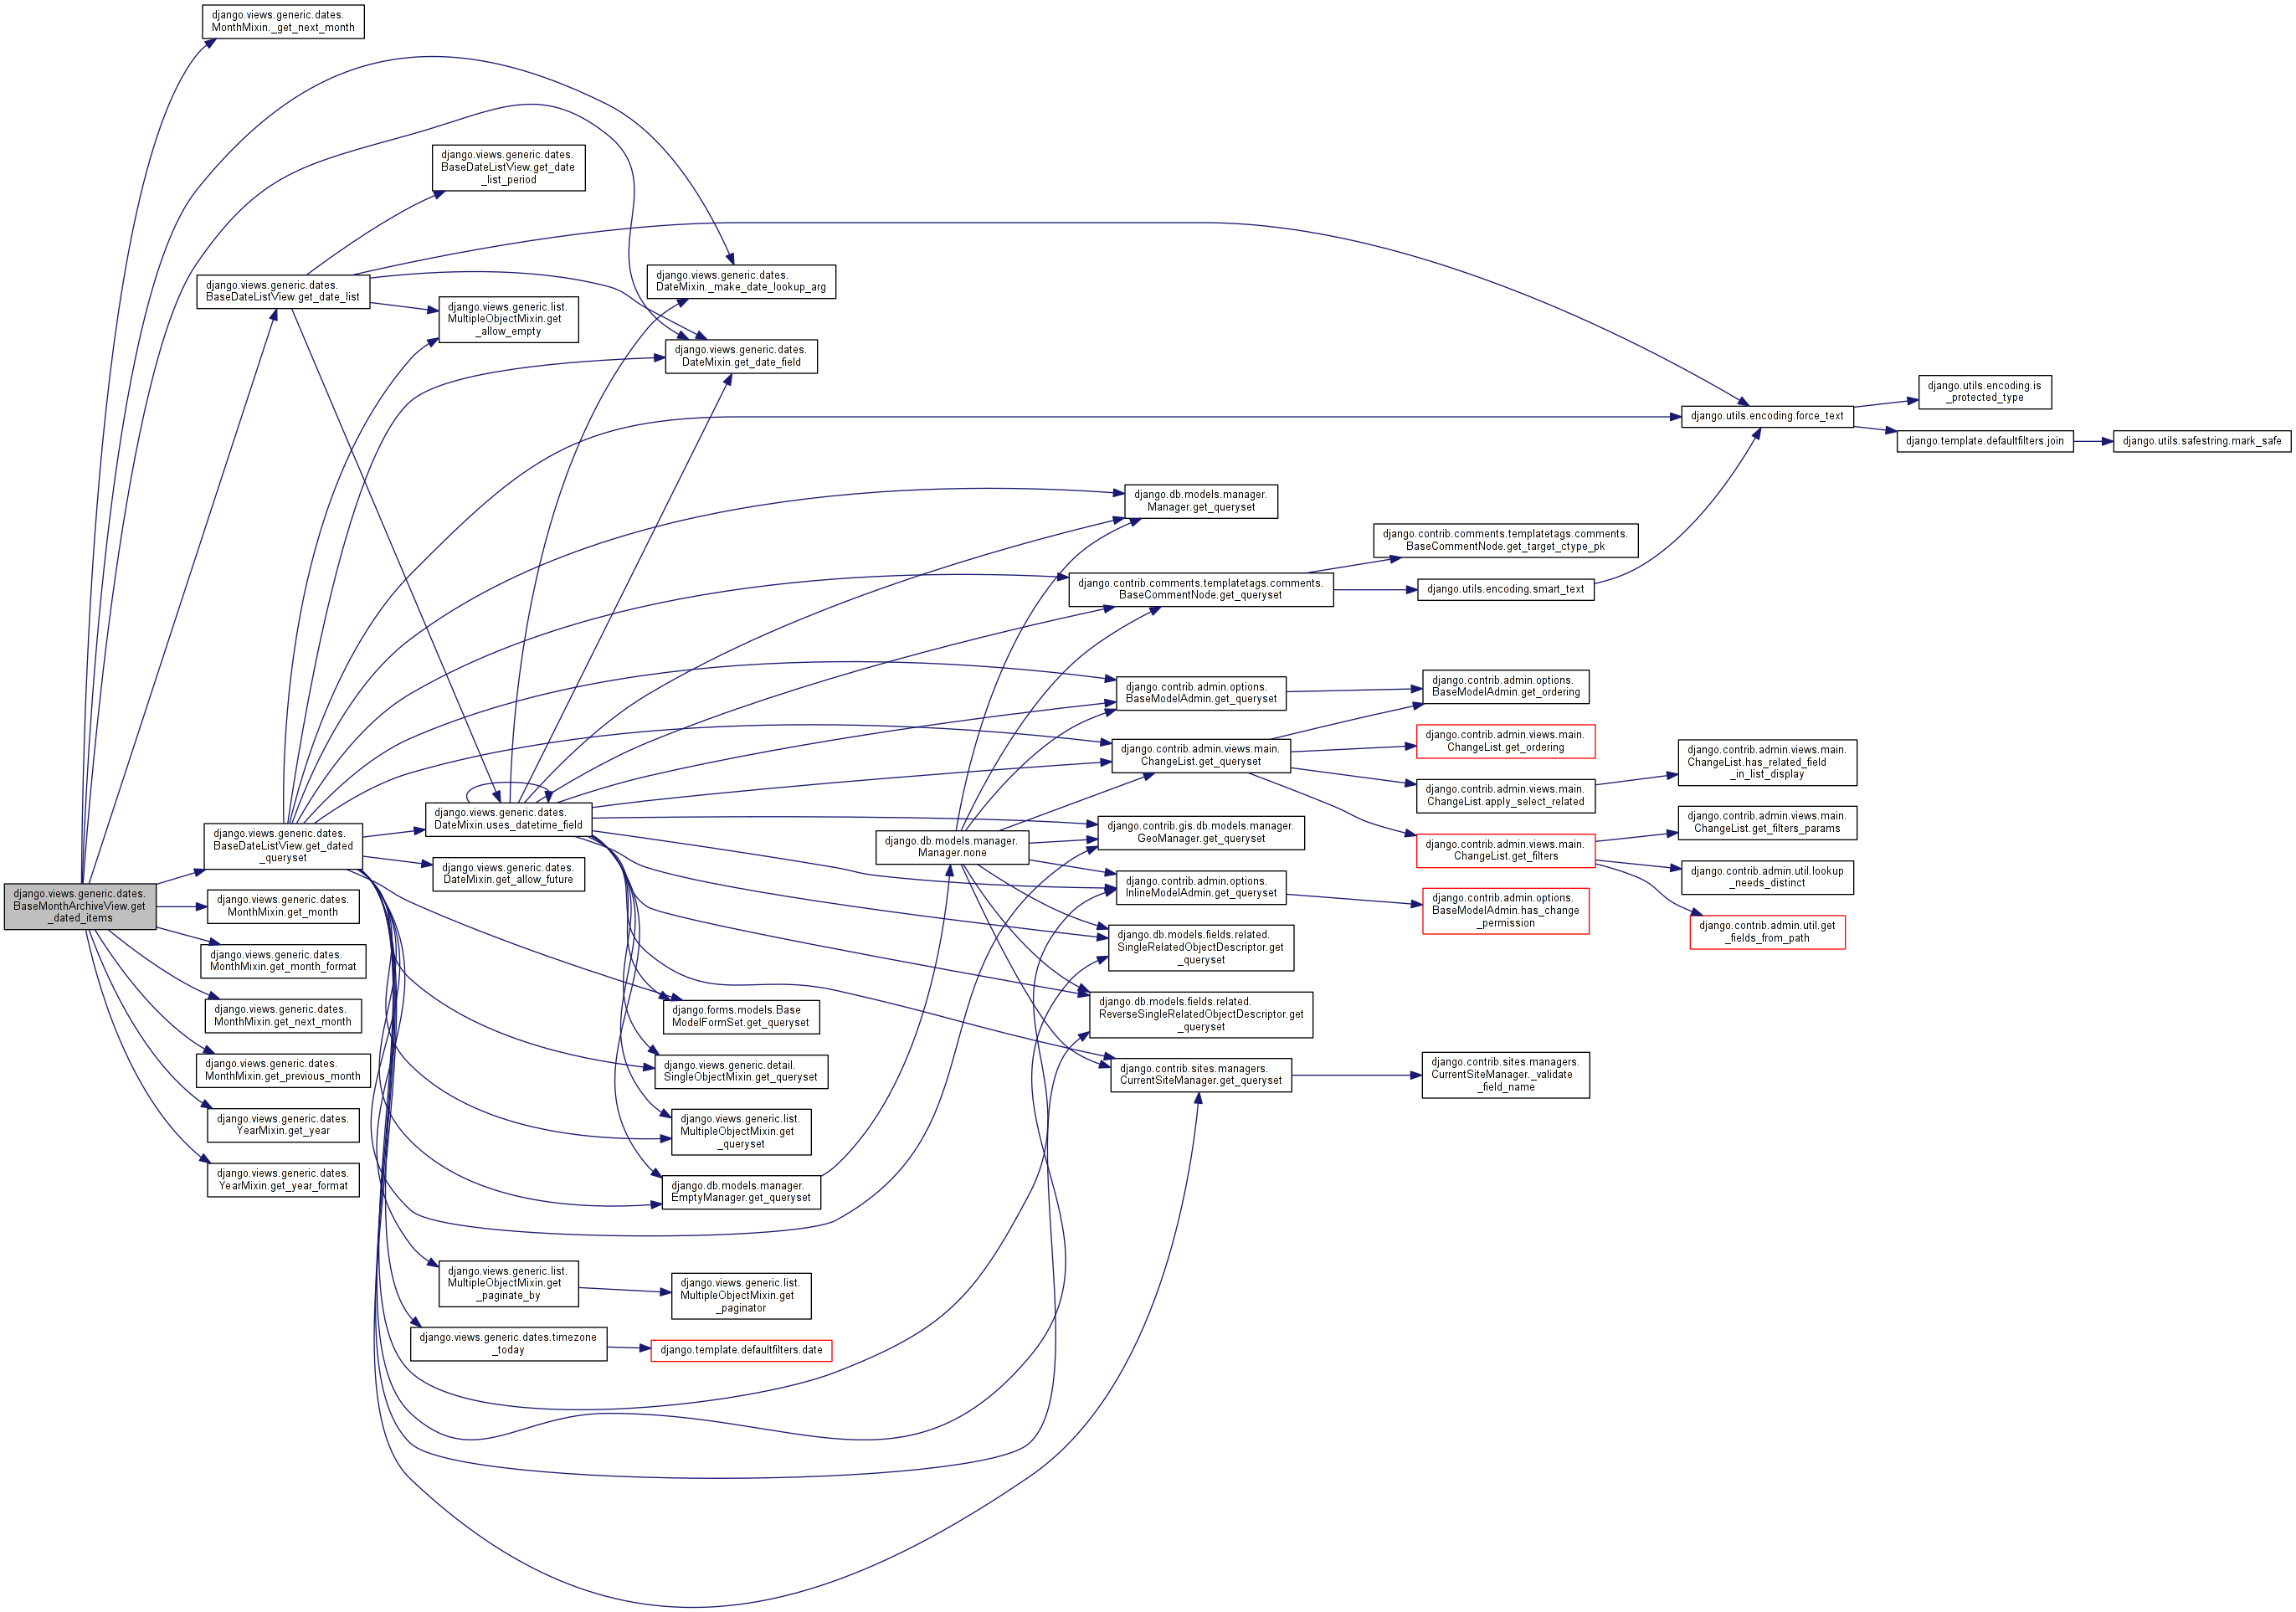 django.views.generic.dates.
MonthMixin._get_next_month
django.views.generic.dates.
BaseDateListView.get_date
_list_period
django.views.generic.dates.
BaseDateListView.get_date_list
django.views.generic.list.
MultipleObjectMixin.get
_allow_empty
django.views.generic.dates.
DateMixin._make_date_lookup_arg
django.views.generic.dates.
DateMixin.get_date_field
django.utils.encoding.force_text
django.utils.encoding.is
_protected_type
django.template.defaultfilters.join
django.utils.safestring.mark_safe
django.db.models.manager.
Manager.get_queryset
django.contrib.comments.templatetags.comments.
BaseCommentNode.get_target_ctype_pk
django.contrib.comments.templatetags.comments.
BaseCommentNode.get_queryset
django.utils.encoding.smart_text
django.contrib.admin.options.
BaseModelAdmin.get_queryset
django.contrib.admin.options.
BaseModelAdmin.get_ordering
django.contrib.admin.views.main.
ChangeList.get_queryset
django.contrib.admin.views.main.
ChangeList.get_ordering
django.contrib.admin.views.main.
ChangeList.apply_select_related
django.contrib.admin.views.main.
ChangeList.has_related_field
_in_list_display
django.contrib.admin.views.main.
ChangeList.get_filters
django.contrib.admin.views.main.
ChangeList.get_filters_params
django.contrib.admin.util.lookup
_needs_distinct
django.contrib.admin.util.get
_fields_from_path
django.views.generic.dates.
DateMixin.uses_datetime_field
django.views.generic.dates.
BaseDateListView.get_dated
_queryset
django.views.generic.dates.
DateMixin.get_allow_future
django.db.models.manager.
Manager.none
django.contrib.gis.db.models.manager.
GeoManager.get_queryset
django.contrib.admin.options.
InlineModelAdmin.get_queryset
django.contrib.admin.options.
BaseModelAdmin.has_change
_permission
django.views.generic.dates.
BaseMonthArchiveView.get
_dated_items
django.views.generic.dates.
MonthMixin.get_month
django.views.generic.dates.
MonthMixin.get_month_format
django.views.generic.dates.
MonthMixin.get_next_month
django.views.generic.dates.
MonthMixin.get_previous_month
django.views.generic.dates.
YearMixin.get_year
django.views.generic.dates.
YearMixin.get_year_format
django.db.models.fields.related.
SingleRelatedObjectDescriptor.get
_queryset
django.db.models.fields.related.
ReverseSingleRelatedObjectDescriptor.get
_queryset
django.forms.models.Base
ModelFormSet.get_queryset
django.views.generic.detail.
SingleObjectMixin.get_queryset
django.contrib.sites.managers.
CurrentSiteManager.get_queryset
django.contrib.sites.managers.
CurrentSiteManager._validate
_field_name
django.views.generic.list.
MultipleObjectMixin.get
_queryset
django.db.models.manager.
EmptyManager.get_queryset
django.views.generic.list.
MultipleObjectMixin.get
_paginate_by
django.views.generic.list.
MultipleObjectMixin.get
_paginator
django.views.generic.dates.timezone
_today
django.template.defaultfilters.date